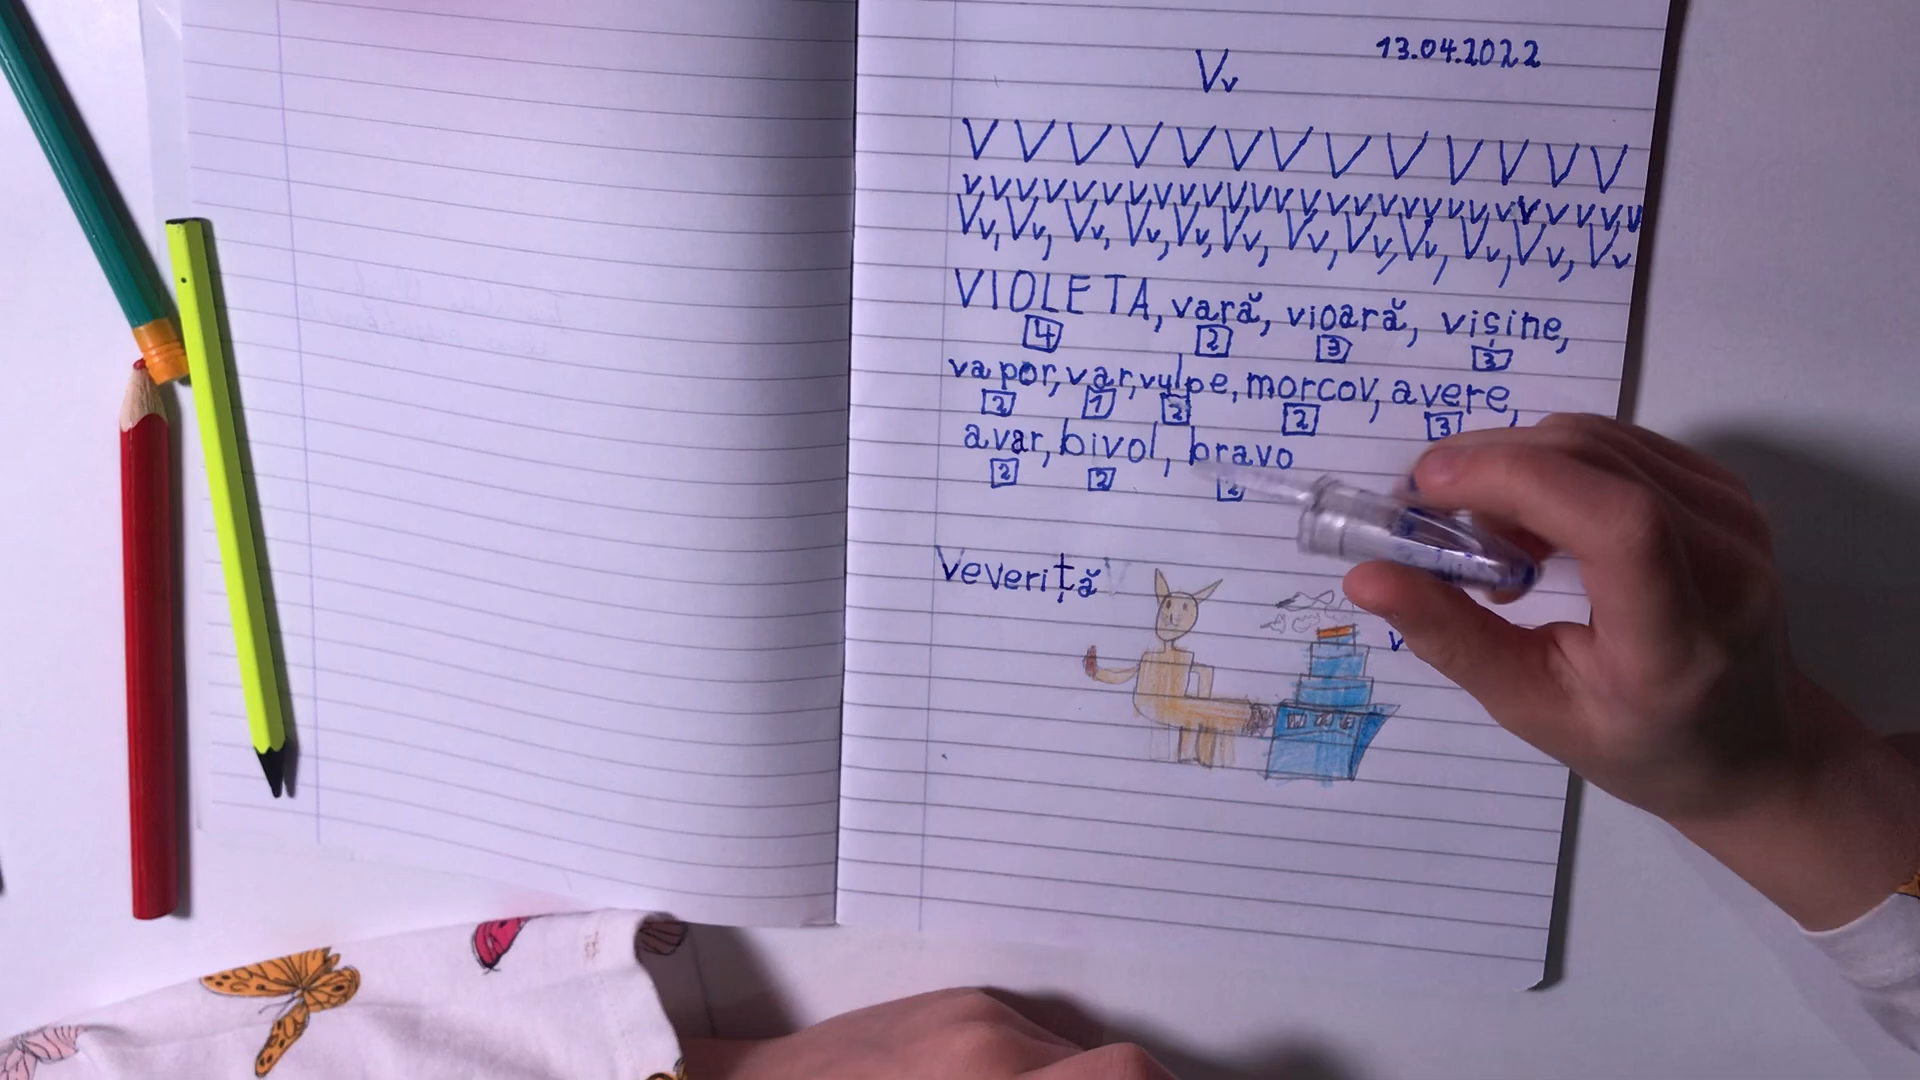 13.04.2022
Vv
V V V V V V V V V V V V V
v v v v v v v v v v v v v v v v v v v v v v v v v v
Vv, Vv, Vv, Vv, Vv, Vv, Vv, Vv, Vv, Vv, Vv, Vv
VIOLETA, vară, vioară, vișine,
4 2 3 3
vapor, var, vulpe, morcov, avere,
2 1 2 2 3
avar, bivol, bravo
2 2 2
Veveriță
v